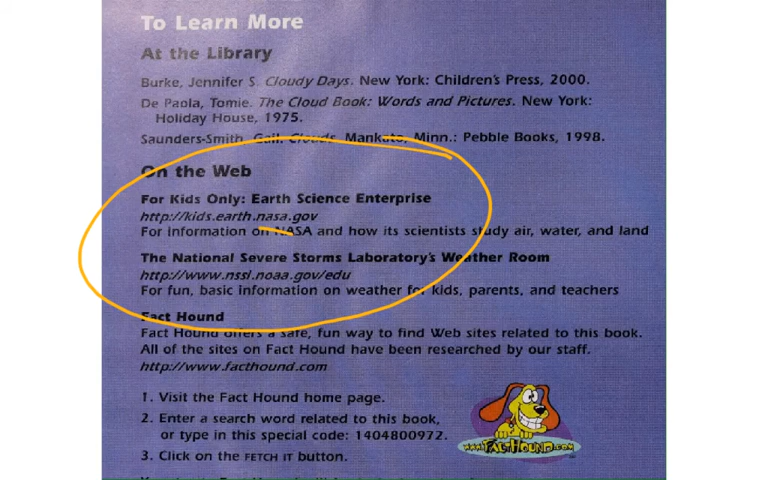 To Learn More
At the Library
Burke, Jennifer S. Cloudy Days. New York: Children's Press, 2000.
De Paola, Tomie. The Cloud Book: Words and Pictures. New York:
Holiday House, 1975.
Saunders-Smith, Gail. Clouds. Mankato, Minn.: Pebble Books, 1998.
On the Web
For Kids Only: Earth Science Enterprise
http://kids.earth.nasa.gov
For information on NASA and how its scientists study air, water, and land
The National Severe Storms Laboratory's Weather Room
http://www.nssl.noaa.gov/edu
For fun, basic information on weather for kids, parents, and teachers
Fact Hound
Fact Hound offers a safe, fun way to find Web sites related to this book.
All of the sites on Fact Hound have been researched by our staff.
http://www.facthound.com
1. Visit the Fact Hound home page.
2. Enter a search word related to this book,
or type in this special code: 1404800972.
3. Click on the FETCH IT button.
WWW.FACTHOUND.COM